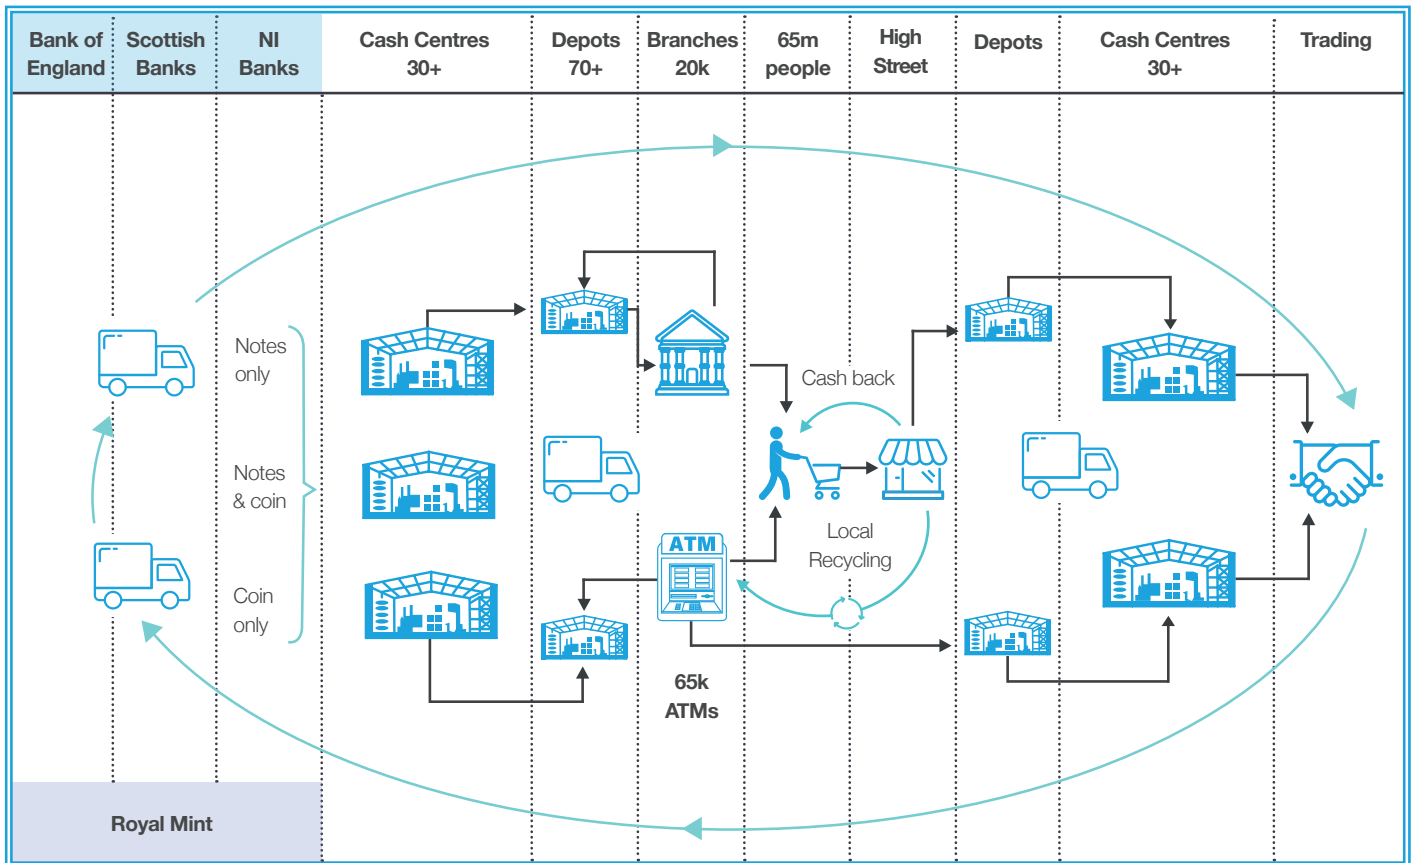 Bank of
England
Scottish
Banks
NI
Banks
Cash Centres
30+
Depots
70+
Branches
20k
65m
people
High
Street
Depots
Cash Centres
30+
Trading
Notes
only
Notes
& coin
Coin
only
Cash back
ATM
Local
Recycling
65k
ATMs
Royal Mint